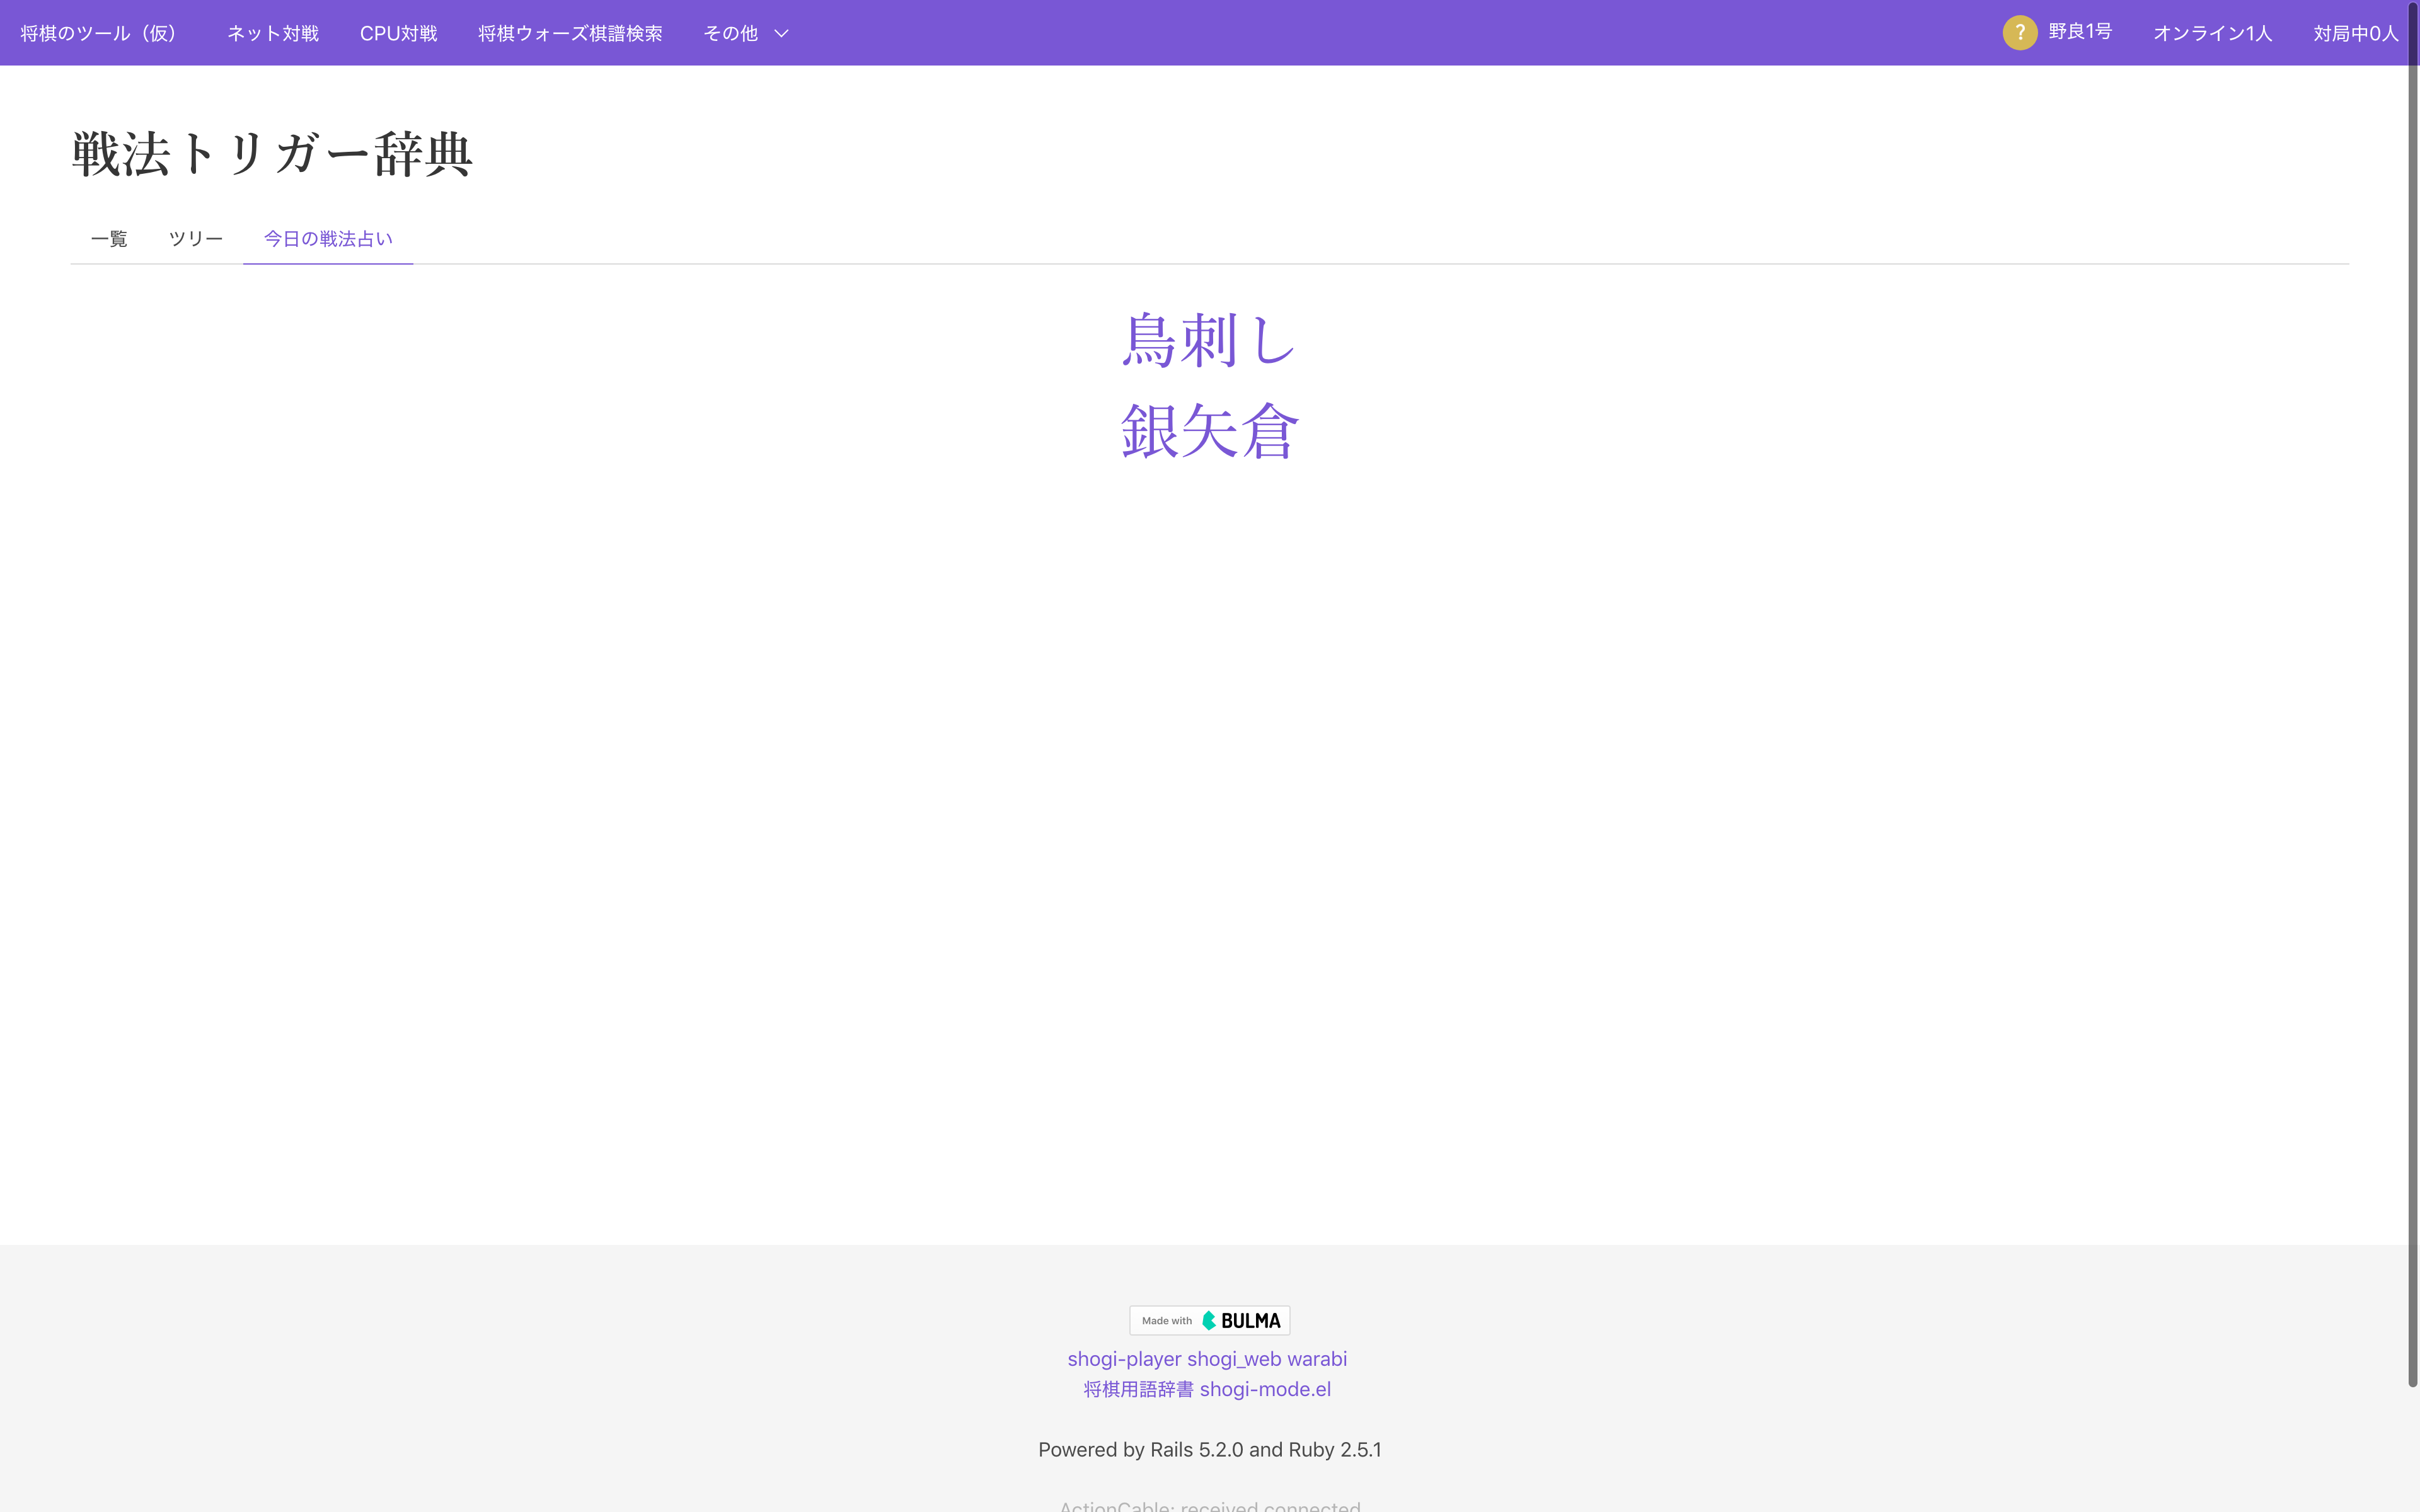 将棋のツール（仮） ネット対戦 CPU対戦 将棋ウォーズ棋譜検索 その他 ? 野良1号 オンライン1人 対局中0人
戦法トリガー辞典
一覧 ツリー 今日の戦法占い
鳥刺し
銀矢倉
Made with BULMA
shogi-player shogi_web warabi
将棋用語辞書 shogi-mode.el
Powered by Rails 5.2.0 and Ruby 2.5.1
ActionCable: received connected